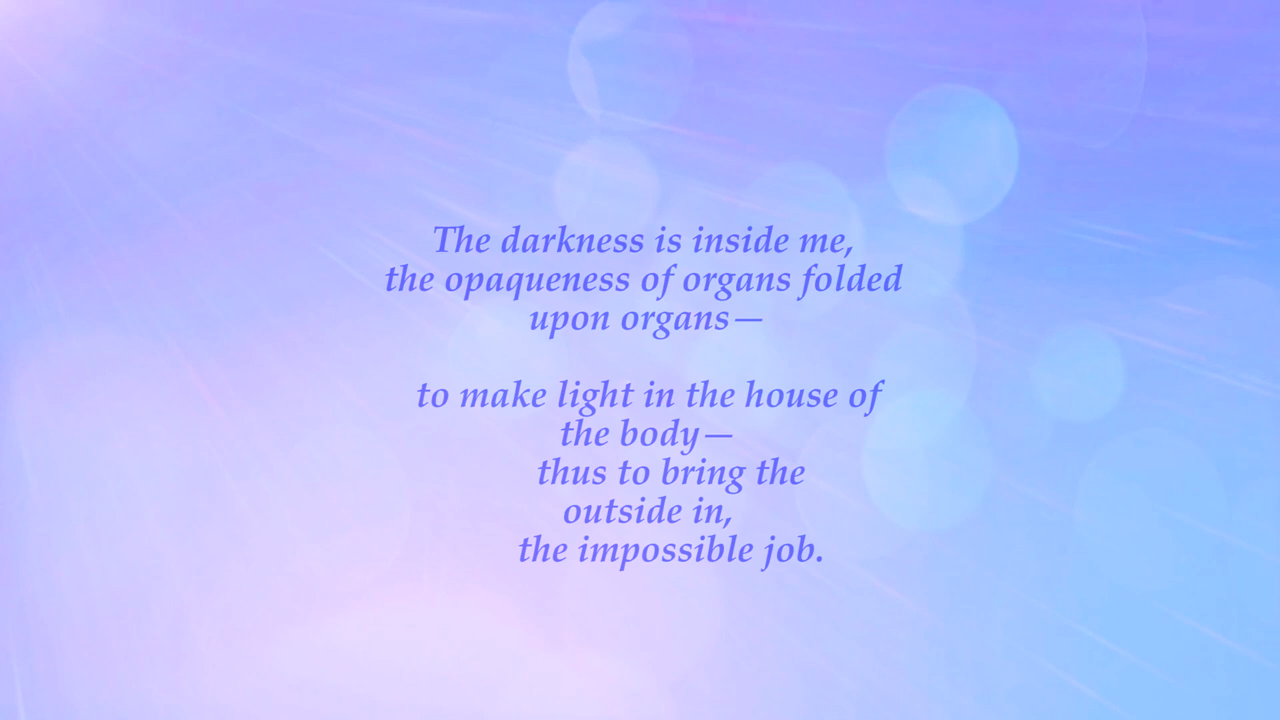 The darkness is inside me,
the opaqueness of organs folded
upon organs—
to make light in the house of
the body—
thus to bring the
outside in,
the impossible job.